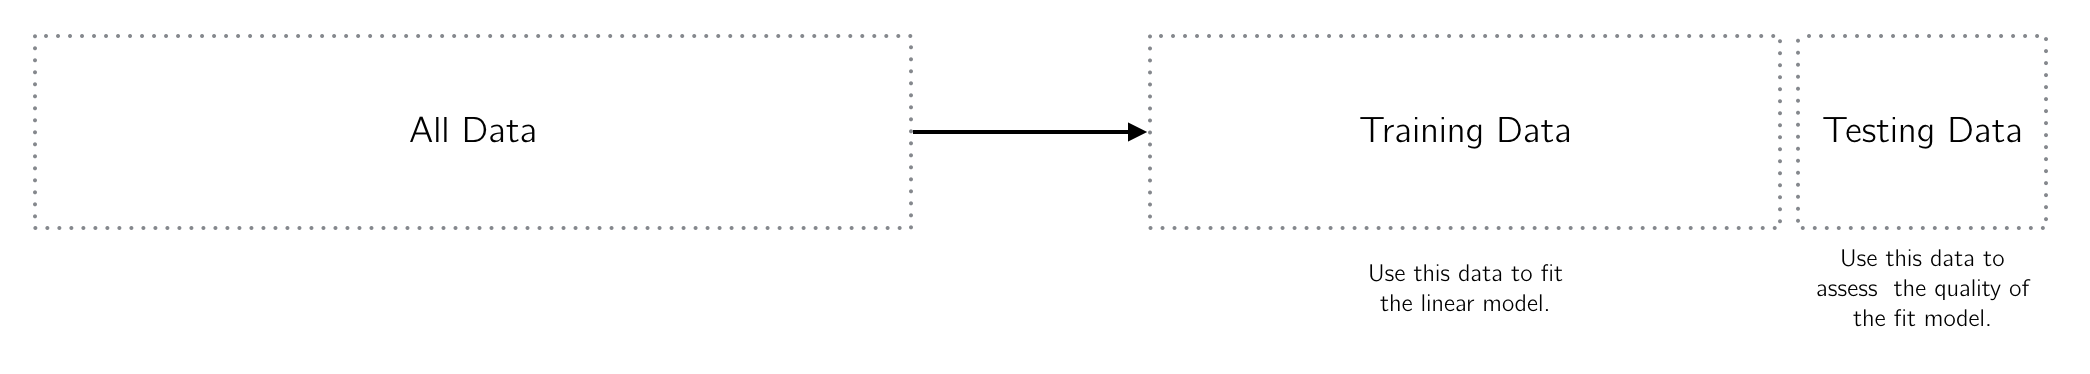 All Data
Training Data
Testing Data
Use this data to fit
the linear model.
Use this data to
assess  the quality of
the fit model.